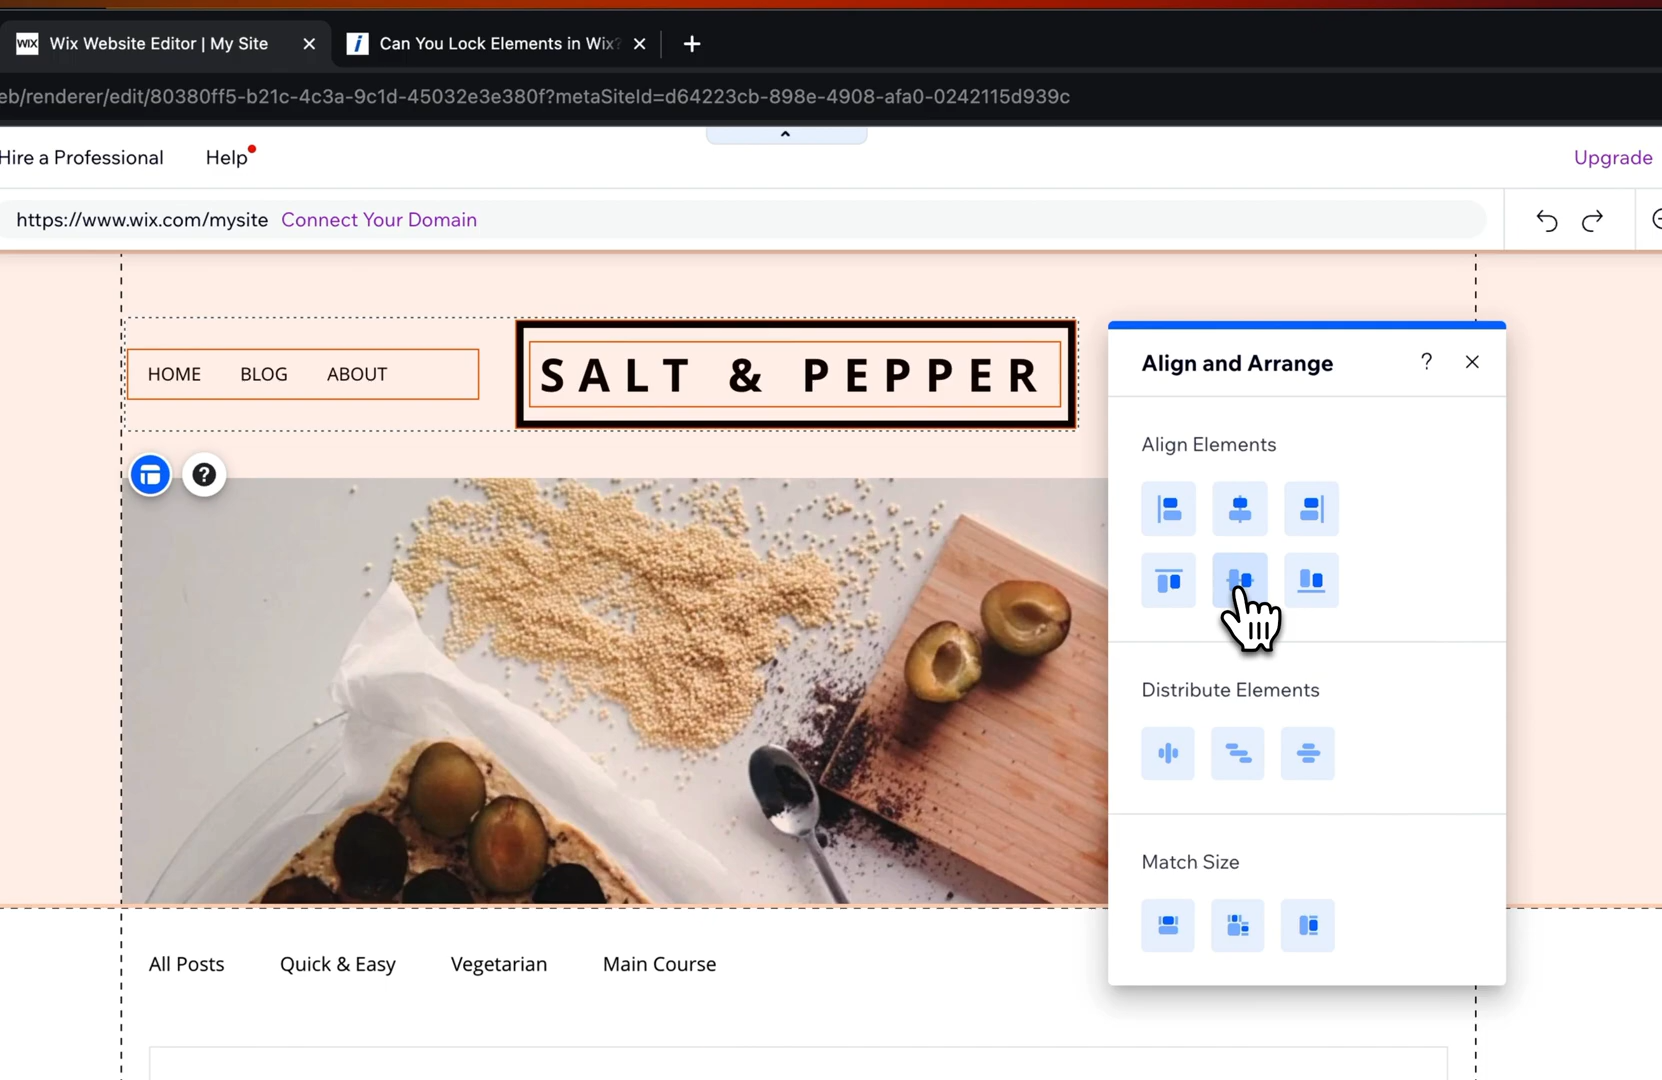 WIX Wix Website Editor | My Site
i Can You Lock Elements in Wix?
eb/renderer/edit/80380ff5-b21c-4c3a-9c1d-45032e3e380f?metaSiteId=d64223cb-898e-4908-afa0-0242115d939c
Hire a Professional Help Upgrade
https://www.wix.com/mysite Connect Your Domain
HOME BLOG ABOUT
SALT & PEPPER
?
Align and Arrange ?
Align Elements
Distribute Elements
Match Size
All Posts Quick & Easy Vegetarian Main Course